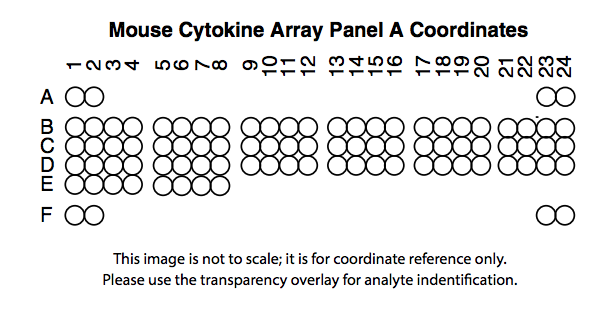 Mouse Cytokine Array Panel A Coordinates
1 2 3 4 5 6 7 8 9 10 11 12 13 14 15 16 17 18 19 20 21 22 23 24
A
B
C
D
E
F
This image is not to scale; it is for coordinate reference only.
Please use the transparency overlay for analyte indentification.